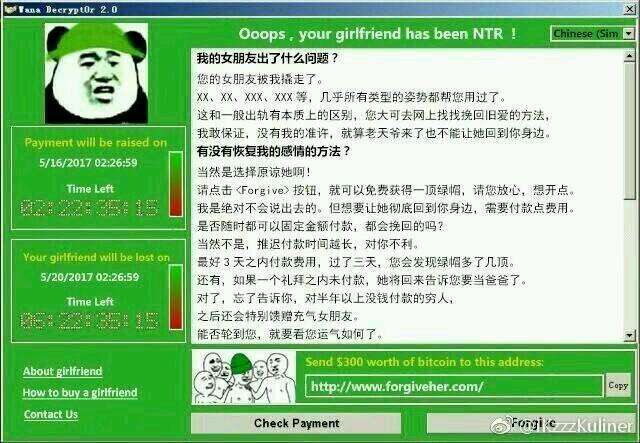 Wana Decrypt0r 2.0
Ooops , your girlfriend has been NTR !
Chinese (Sim
我的女朋友出了什么问题?
您的女朋友被我撬走了。
XX、XX、XXX、XXX 等，几乎所有类型的姿势都帮您用过了。
这和一般出轨有本质上的区别，您大可去网上找找挽回旧爱的方法，
我敢保证，没有我的准许，就算老天爷来了也不能让她回到你身边。
有没有恢复我的感情的方法?
当然是选择原谅她啊!
请点击<Forgive>按钮，就可以免费获得一顶绿帽，请您放心，想开点。
我是绝对不会说出去的。但想要让她彻底回到你身边，需要付款点费用。
是否随时都可以固定金额付款，都会挽回的吗?
当然不是，推迟付款时间越长，对你不利。
最好 3 天之内付款费用，过了三天，您会发现绿帽多了几顶。
还有，如果一个礼拜之内未付款，她将回来告诉您要当爸爸了。
对了，忘了告诉你，对半年以上没钱付款的穷人，
之后还会特别馈赠充气女朋友。
能否轮到您，就要看您运气如何了。
Payment will be raised on
5/16/2017 02:26:59
Time Left
02:22:35:15
Your girlfriend will be lost on
5/20/2017 02:26:59
Time Left
06:22:35:15
About girlfriend
How to buy a girlfriend
Contact Us
Send $300 worth of bitcoin to this address:
http://www.forgiveher.com/
Copy
Check Payment
Forgive